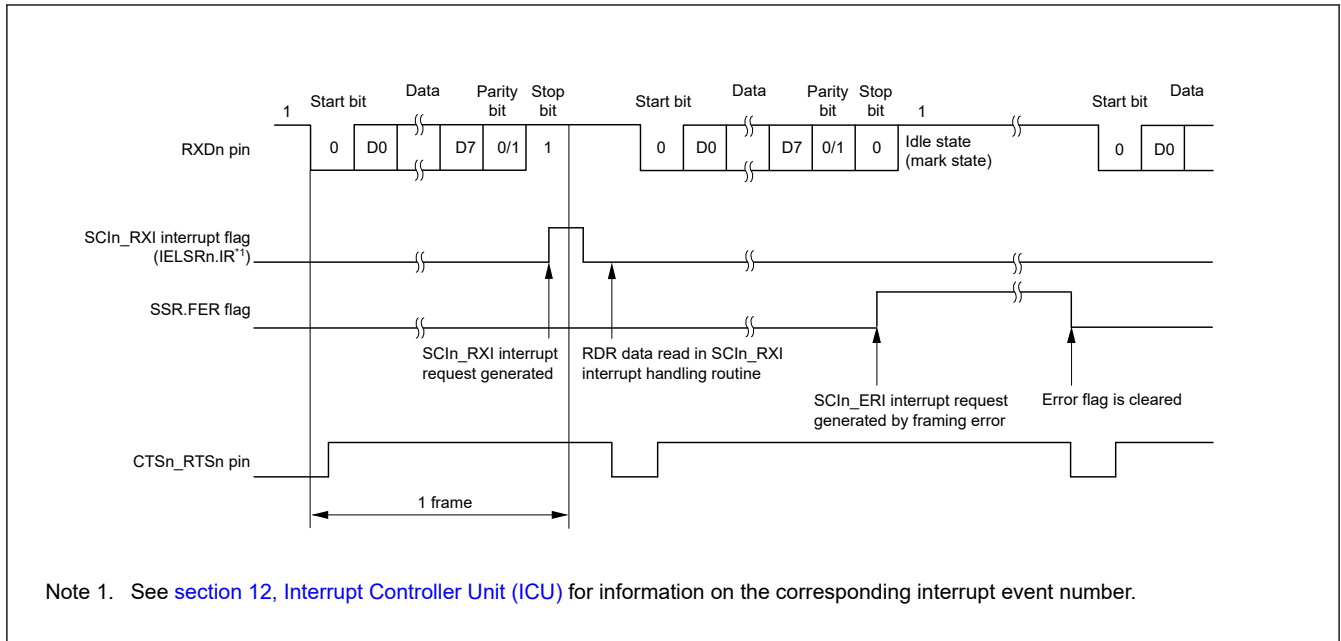 1 Start bit Data Parity bit Stop bit Start bit Data Parity bit Stop bit 1 Start bit Data
RXDn pin 0 D0 D7 0/1 1 0 D0 D7 0/1 0 Idle state (mark state) 0 D0
SCIn_RXI interrupt flag
(IELSRn.IR*1)
SSR.FER flag
SCIn_RXI interrupt
request generated
RDR data read in SCIn_RXI
interrupt handling routine
SCIn_ERI interrupt request
generated by framing error
Error flag is cleared
CTSn_RTSn pin
1 frame
Note 1. See section 12, Interrupt Controller Unit (ICU) for information on the corresponding interrupt event number.